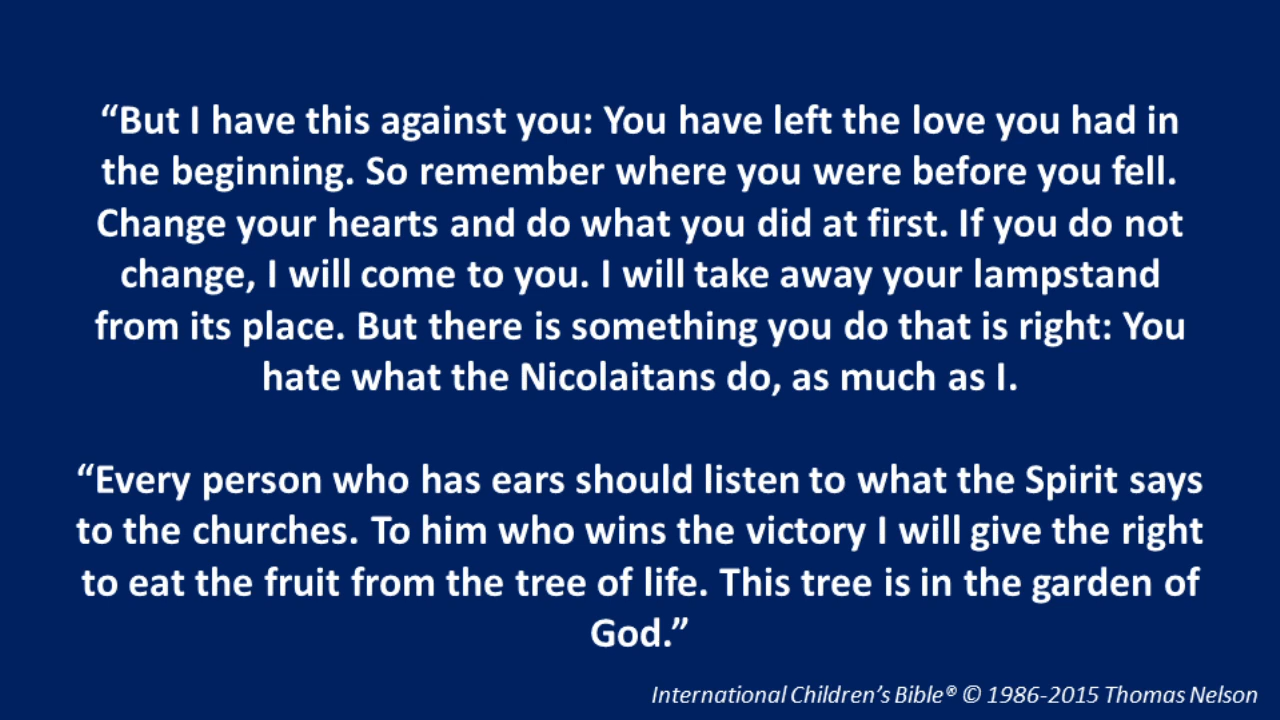 “But I have this against you: You have left the love you had in
the beginning. So remember where you were before you fell.
Change your hearts and do what you did at first. If you do not
change, I will come to you. I will take away your lampstand
from its place. But there is something you do that is right: You
hate what the Nicolaitans do, as much as I.
“Every person who has ears should listen to what the Spirit says
to the churches. To him who wins the victory I will give the right
to eat the fruit from the tree of life. This tree is in the garden of
God.”
International Children’s Bible® © 1986-2015 Thomas Nelson